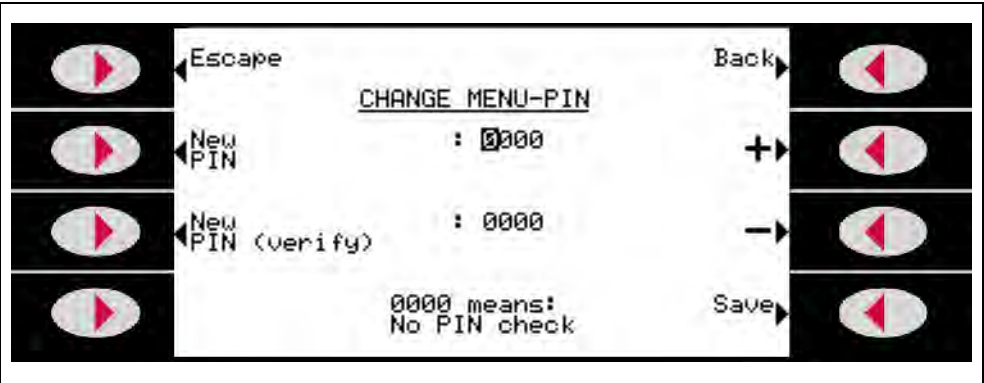 Escape Back
CHANGE MENU-PIN
New : 0000 +
PIN
New : 0000 -
PIN (verify)
0000 means: Save
No PIN check